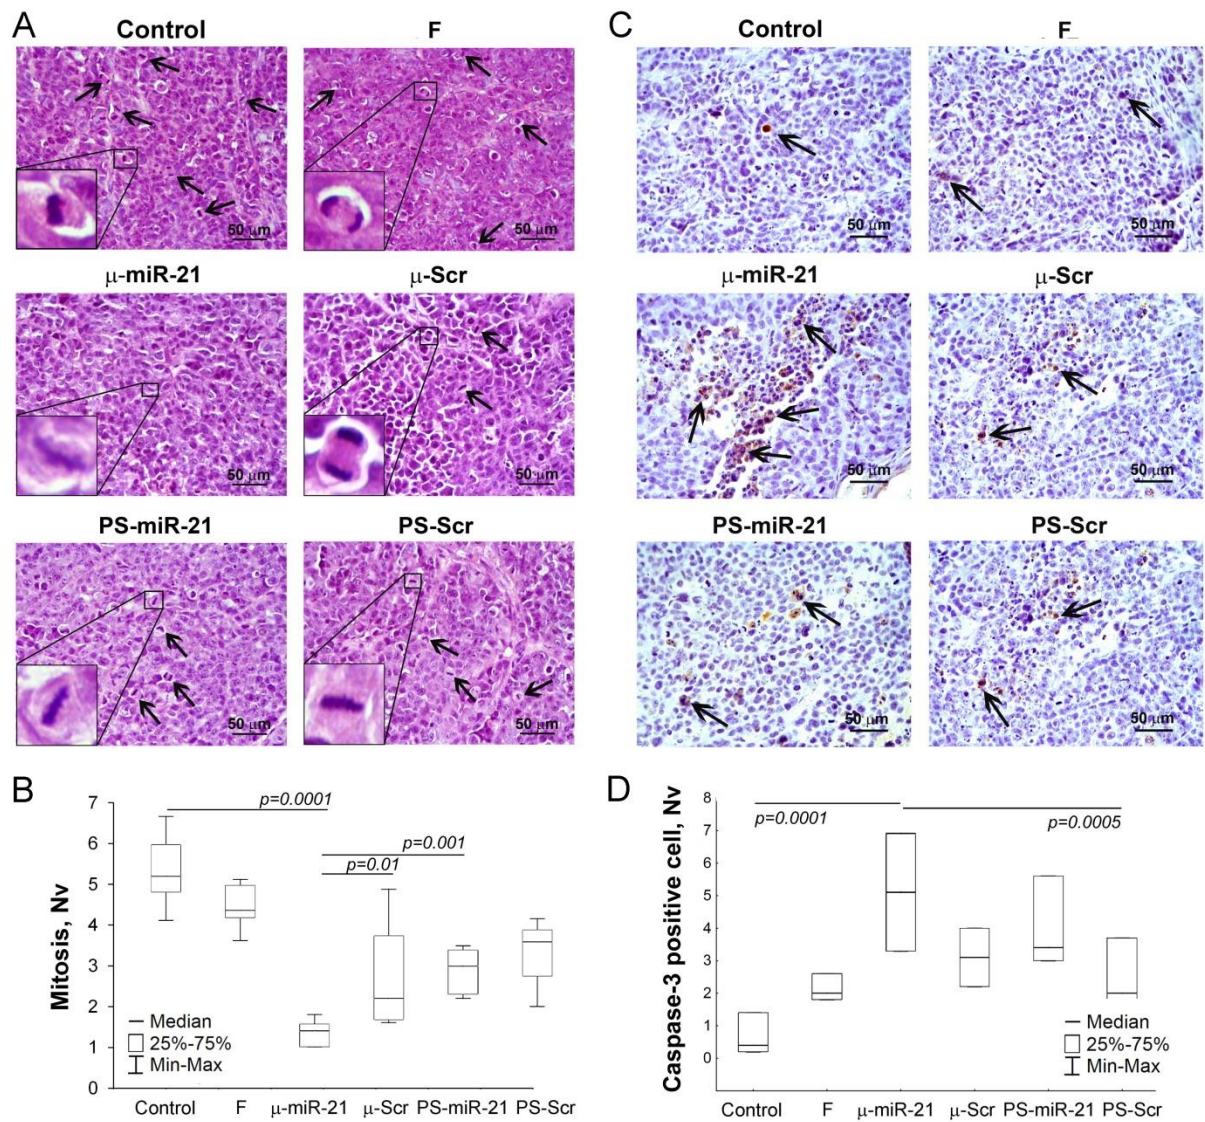 A
Control
F
50 μm
50 μm
μ-miR-21
μ-Scr
50 μm
50 μm
PS-miR-21
PS-Scr
50 μm
50 μm
C
Control
F
50 μm
50 μm
μ-miR-21
μ-Scr
50 μm
50 μm
PS-miR-21
PS-Scr
50 μm
50 μm
B
Mitosis, Nv
7
6
5
4
3
2
1
0
p=0.0001
p=0.001
p=0.01
Median
25%-75%
Min-Max
Control F μ-miR-21 μ-Scr PS-miR-21 PS-Scr
D
Caspase-3 positive cell, Nv
8
7
6
5
4
3
2
1
0
p=0.0001
p=0.0005
Median
25%-75%
Min-Max
Control F μ-miR-21 μ-Scr PS-miR-21 PS-Scr